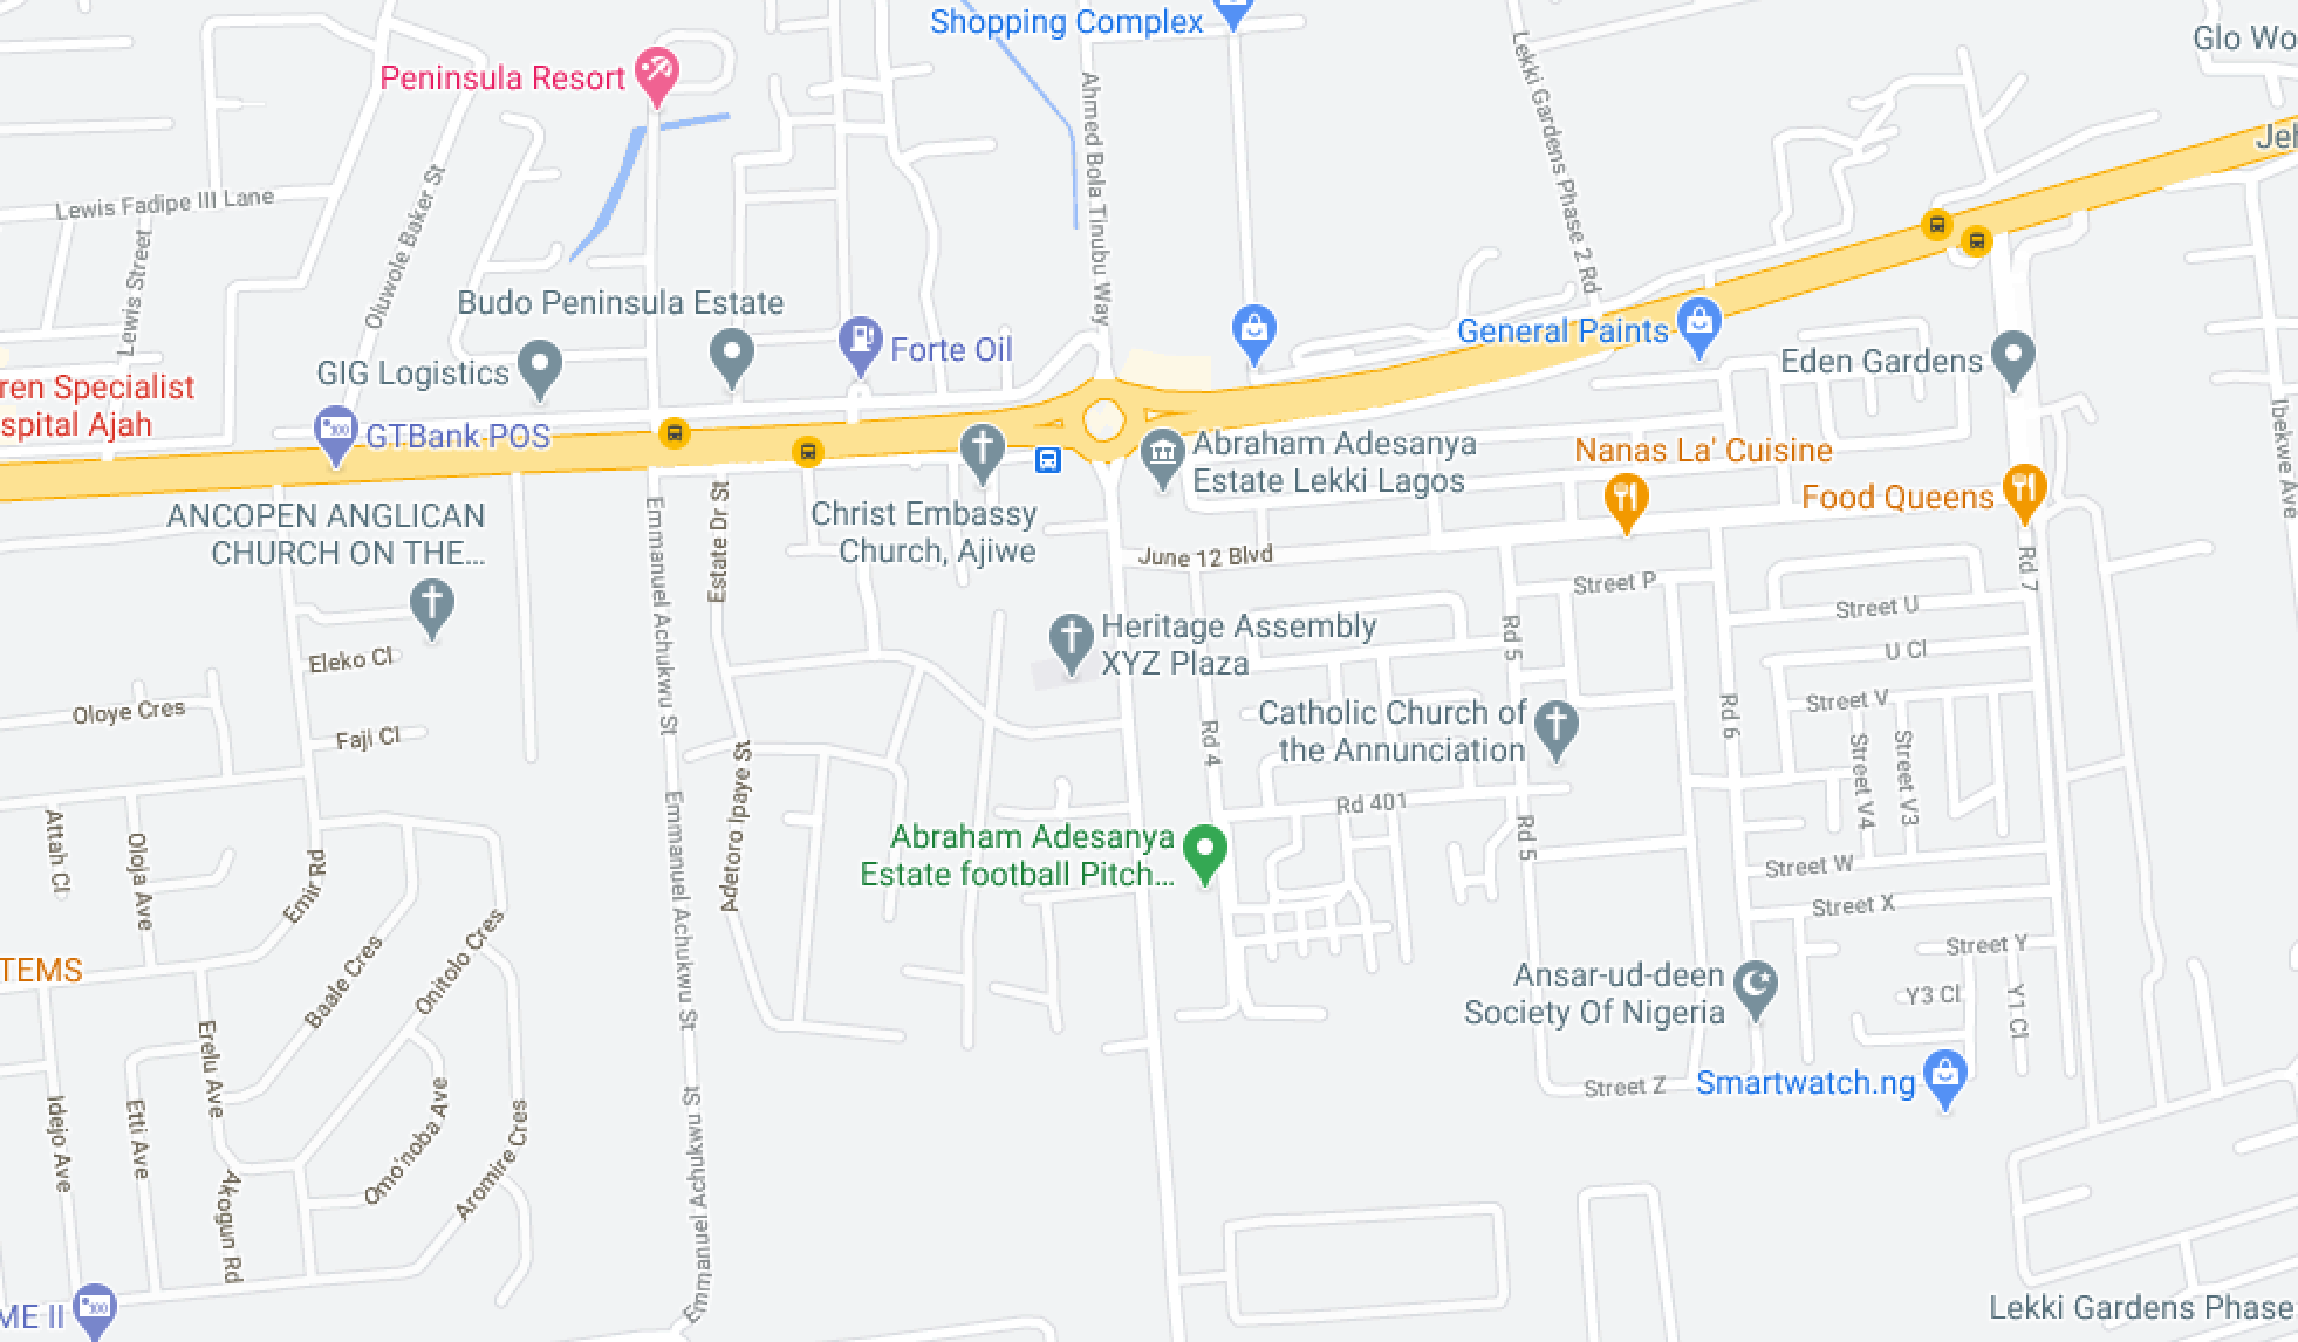 Shopping Complex
Glo Wo
Peninsula Resort
Jeh
Ahmed Bola Tinubu Way
Lekki Gardens Phase 2 Rd
Lewis Fadipe III Lane
Oluwole Baker St
Lewis Street
Budo Peninsula Estate
Forte Oil
General Paints
Eden Gardens
GIG Logistics
ren Specialist
spital Ajah
GTBank POS
Ibekwe Ave
Abraham Adesanya
Estate Lekki Lagos
Nanas La' Cuisine
Food Queens
ANCOPEN ANGLICAN
CHURCH ON THE...
Estate Dr St
Christ Embassy
Church, Ajiwe
June 12 Blvd
Emmanuel Achukwu St
Street P
Rd 7
Street U
Heritage Assembly
XYZ Plaza
Rd 5
U Cl
Eleko Cl
Oloye Cres
Faji Cl
Street V
Rd 6
Catholic Church of
the Annunciation
Rd 4
Street V4
Street V3
Adetoro Ipaye St
Emmanuel Achukwu St
Rd 401
Rd 5
Attah Cl
Oloja Ave
Emir Rd
Abraham Adesanya
Estate football Pitch...
Street W
Street X
Street Y
Baale Cres
Onitolo Cres
TEMS
Ansar-ud-deen
Society Of Nigeria
Y3 Cl
Y1 Cl
Erelu Ave
Street Z
Smartwatch.ng
Idejo Ave
Etti Ave
Omo'noba Ave
Aromire Cres
Akogun Rd
Emmanuel Achukwu St
ME II
Lekki Gardens Phase